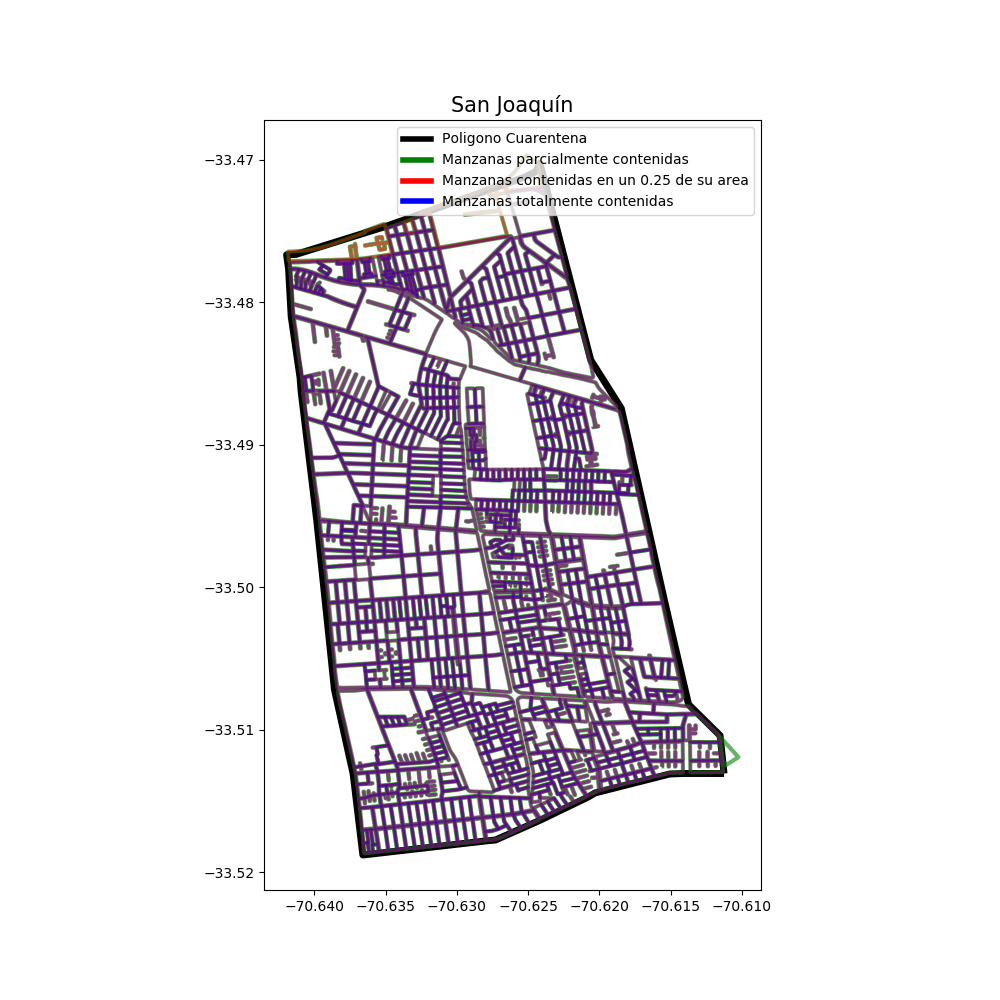 San Joaquín
Poligono Cuarentena
Manzanas parcialmente contenidas
Manzanas contenidas en un 0.25 de su area
Manzanas totalmente contenidas
−33.47
−33.48
−33.49
−33.50
−33.51
−33.52
−70.640 −70.635 −70.630 −70.625 −70.620 −70.615 −70.610